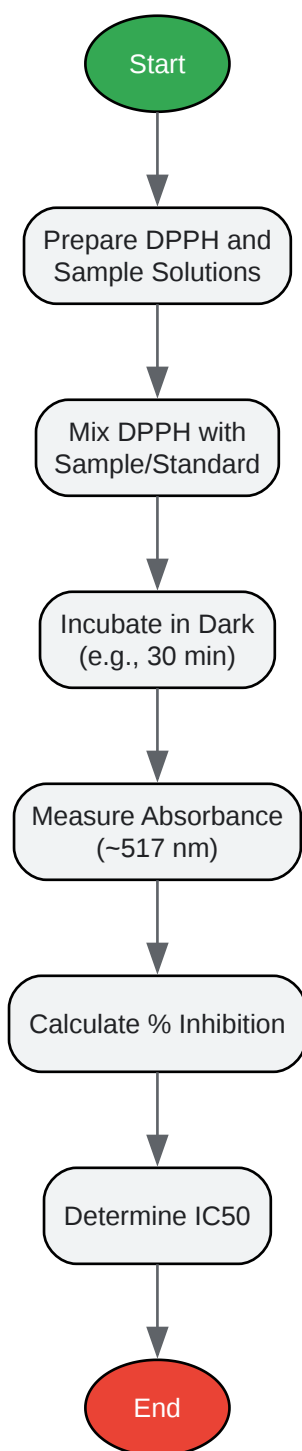 Start
Prepare DPPH and
Sample Solutions
Mix DPPH with
Sample/Standard
Incubate in Dark
(e.g., 30 min)
Measure Absorbance
(~517 nm)
Calculate % Inhibition
Determine IC50
End